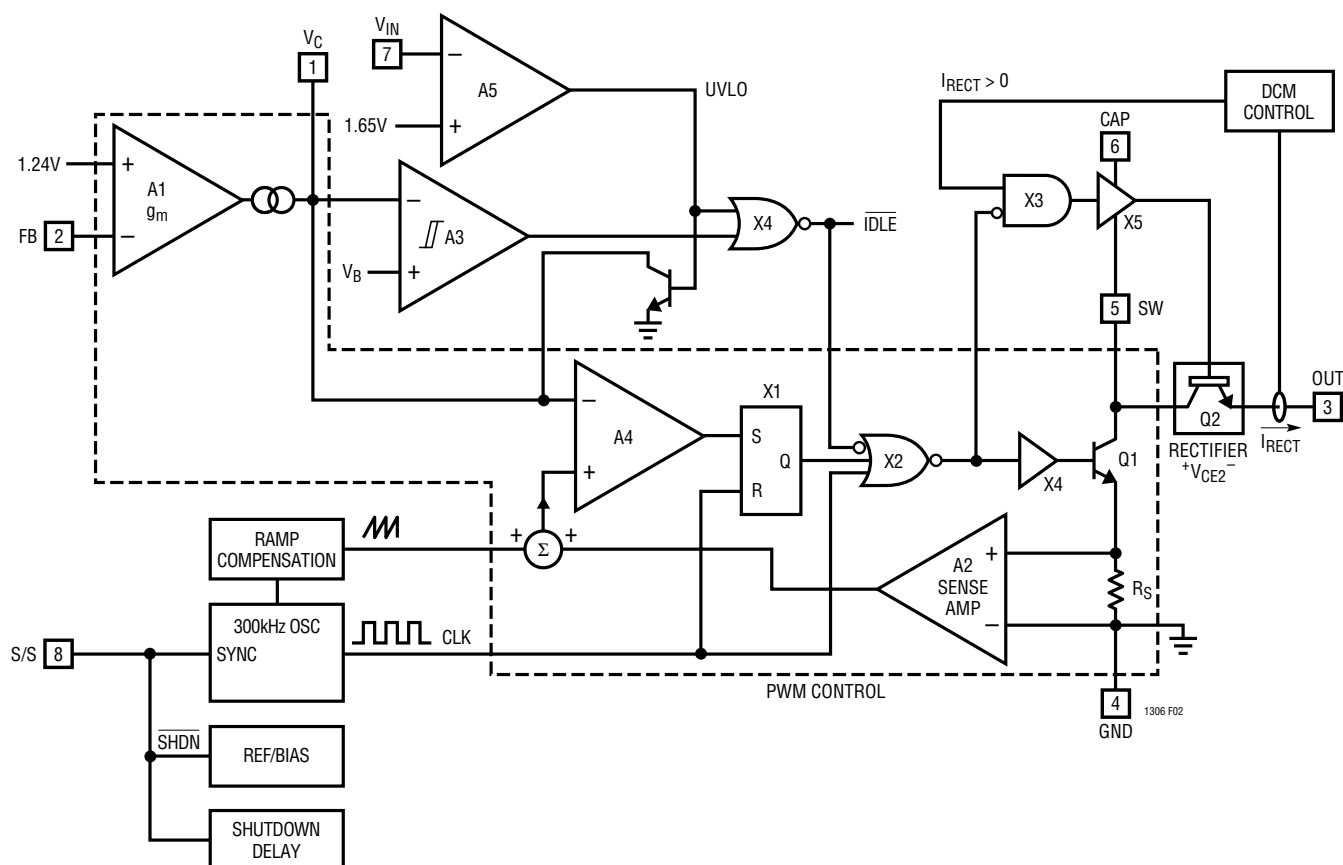 V_C
1
V_IN
7
−
A5
UVLO
1.65V
+
I_RECT > 0
DCM
CONTROL
CAP
6
1.24V
+
A1
g_m
FB
2
−
−
A3
V_B
+
X4
I̅D̅L̅E̅
X3
X5
5
SW
−
A4
+
X1
S
Q
R
X2
X4
Q1
Q2
RECTIFIER
+V_CE2−
OUT
3
I_RECT
RAMP
COMPENSATION
+
Σ
+
A2
SENSE
AMP
+
−
R_S
300kHz OSC
SYNC
CLK
S/S
8
PWM CONTROL
4
GND
1306 F02
S̅H̅D̅N̅
REF/BIAS
SHUTDOWN
DELAY